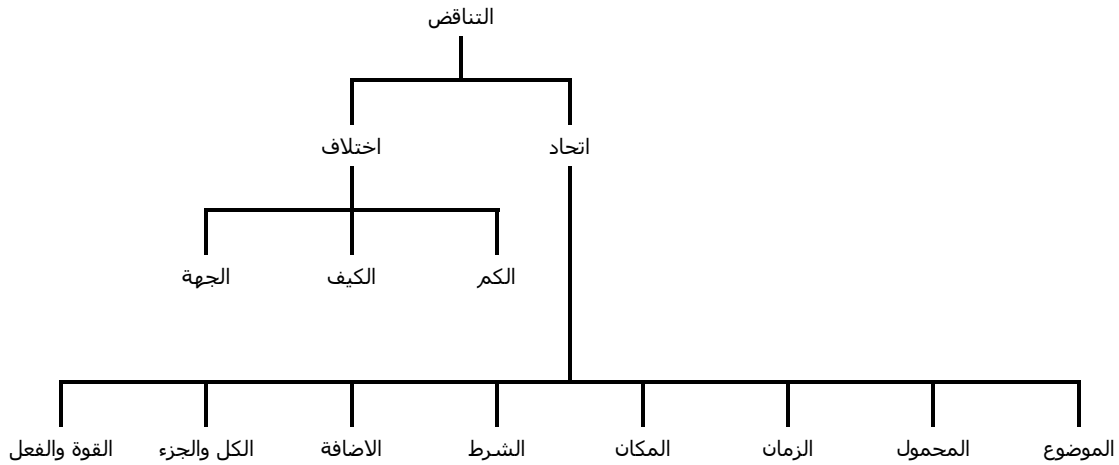 التناقض
اتحاد
اختلاف
الكم
الكيف
الجهة
الموضوع
المحمول
الزمان
المكان
الشرط
الاضافة
الكل والجزء
القوة والفعل